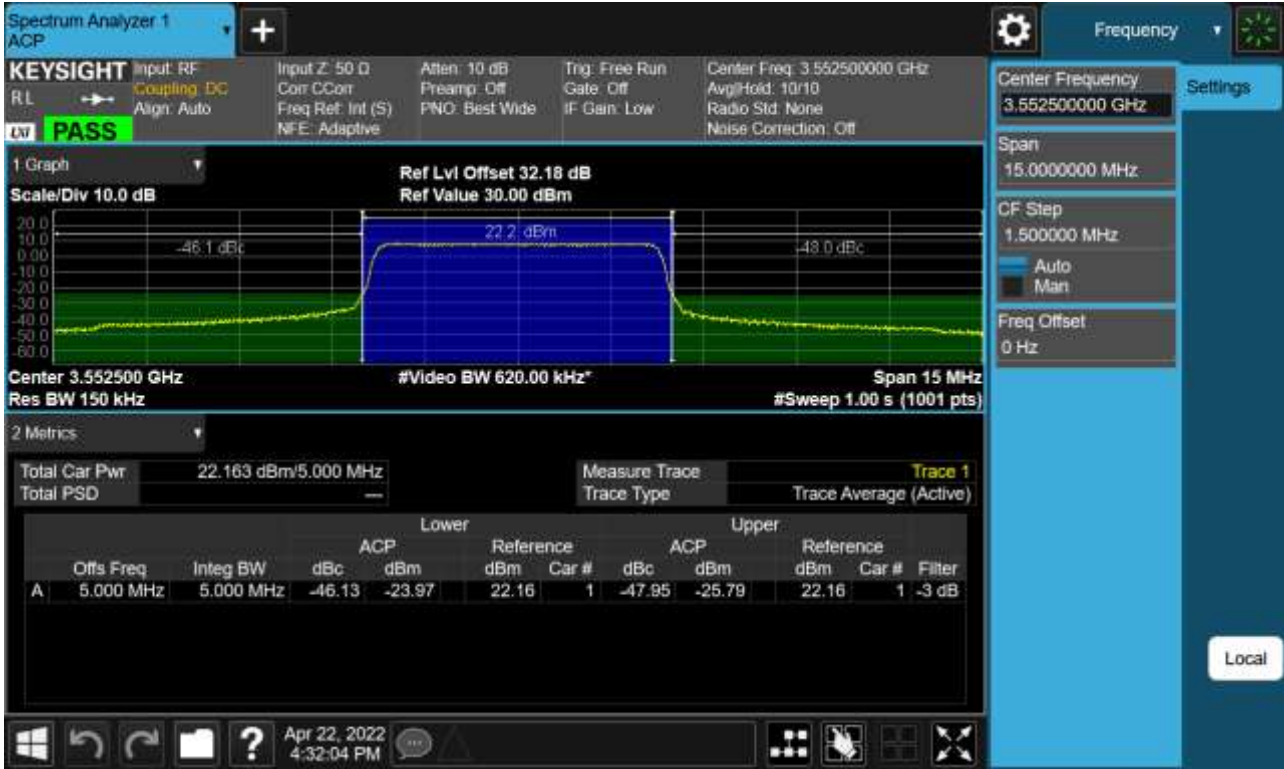 Spectrum Analyzer 1
ACP
Frequency
KEYSIGHT
RL
LXI
PASS
Input: RF
Coupling: DC
Align: Auto
Input Z: 50 Ω
Corr CCorr
Freq Ref: Int (S)
NFE: Adaptive
Atten: 10 dB
Preamp: Off
PNO: Best Wide
Trig: Free Run
Gate: Off
IF Gain: Low
Center Freq: 3.552500000 GHz
Avg|Hold: 10/10
Radio Std: None
Noise Correction: Off
1 Graph
Scale/Div 10.0 dB
Ref Lvl Offset 32.18 dB
Ref Value 30.00 dBm
20.0
10.0
0.00
-10.0
-20.0
-30.0
-40.0
-50.0
-60.0
-46.1 dBc
22.2 dBm
-48.0 dBc
Center 3.552500 GHz
#Video BW 620.00 kHz*
Span 15 MHz
Res BW 150 kHz
#Sweep 1.00 s (1001 pts)
2 Metrics
Total Car Pwr 22.163 dBm/5.000 MHz
Total PSD ---
Measure Trace Trace 1
Trace Type Trace Average (Active)
Lower Upper
ACP Reference ACP Reference
Offs Freq Integ BW dBc dBm dBm Car # dBc dBm dBm Car # Filter
A 5.000 MHz 5.000 MHz -46.13 -23.97 22.16 1 -47.95 -25.79 22.16 1 -3 dB
Center Frequency
3.552500000 GHz
Settings
Span
15.0000000 MHz
CF Step
1.500000 MHz
Auto
Man
Freq Offset
0 Hz
Local
?
Apr 22, 2022
4:32:04 PM